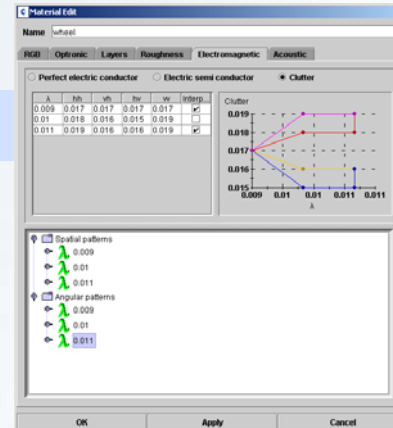 Material Edit
Name wheel
RGB Optronic Layers Roughness Electromagnetic Acoustic
Perfect electric conductor Electric semi conductor Clutter
λ hh vh hv vv Interp...
0.009 0.017 0.017 0.017 0.017
0.01 0.018 0.016 0.015 0.019
0.011 0.019 0.016 0.016 0.019
Clutter
0.019
0.018
0.017
0.016
0.015
0.009 0.01 0.01 0.011 0.011
λ
Spatial patterns
λ 0.009
λ 0.01
λ 0.011
Angular patterns
λ 0.009
λ 0.01
λ 0.011
OK Apply Cancel